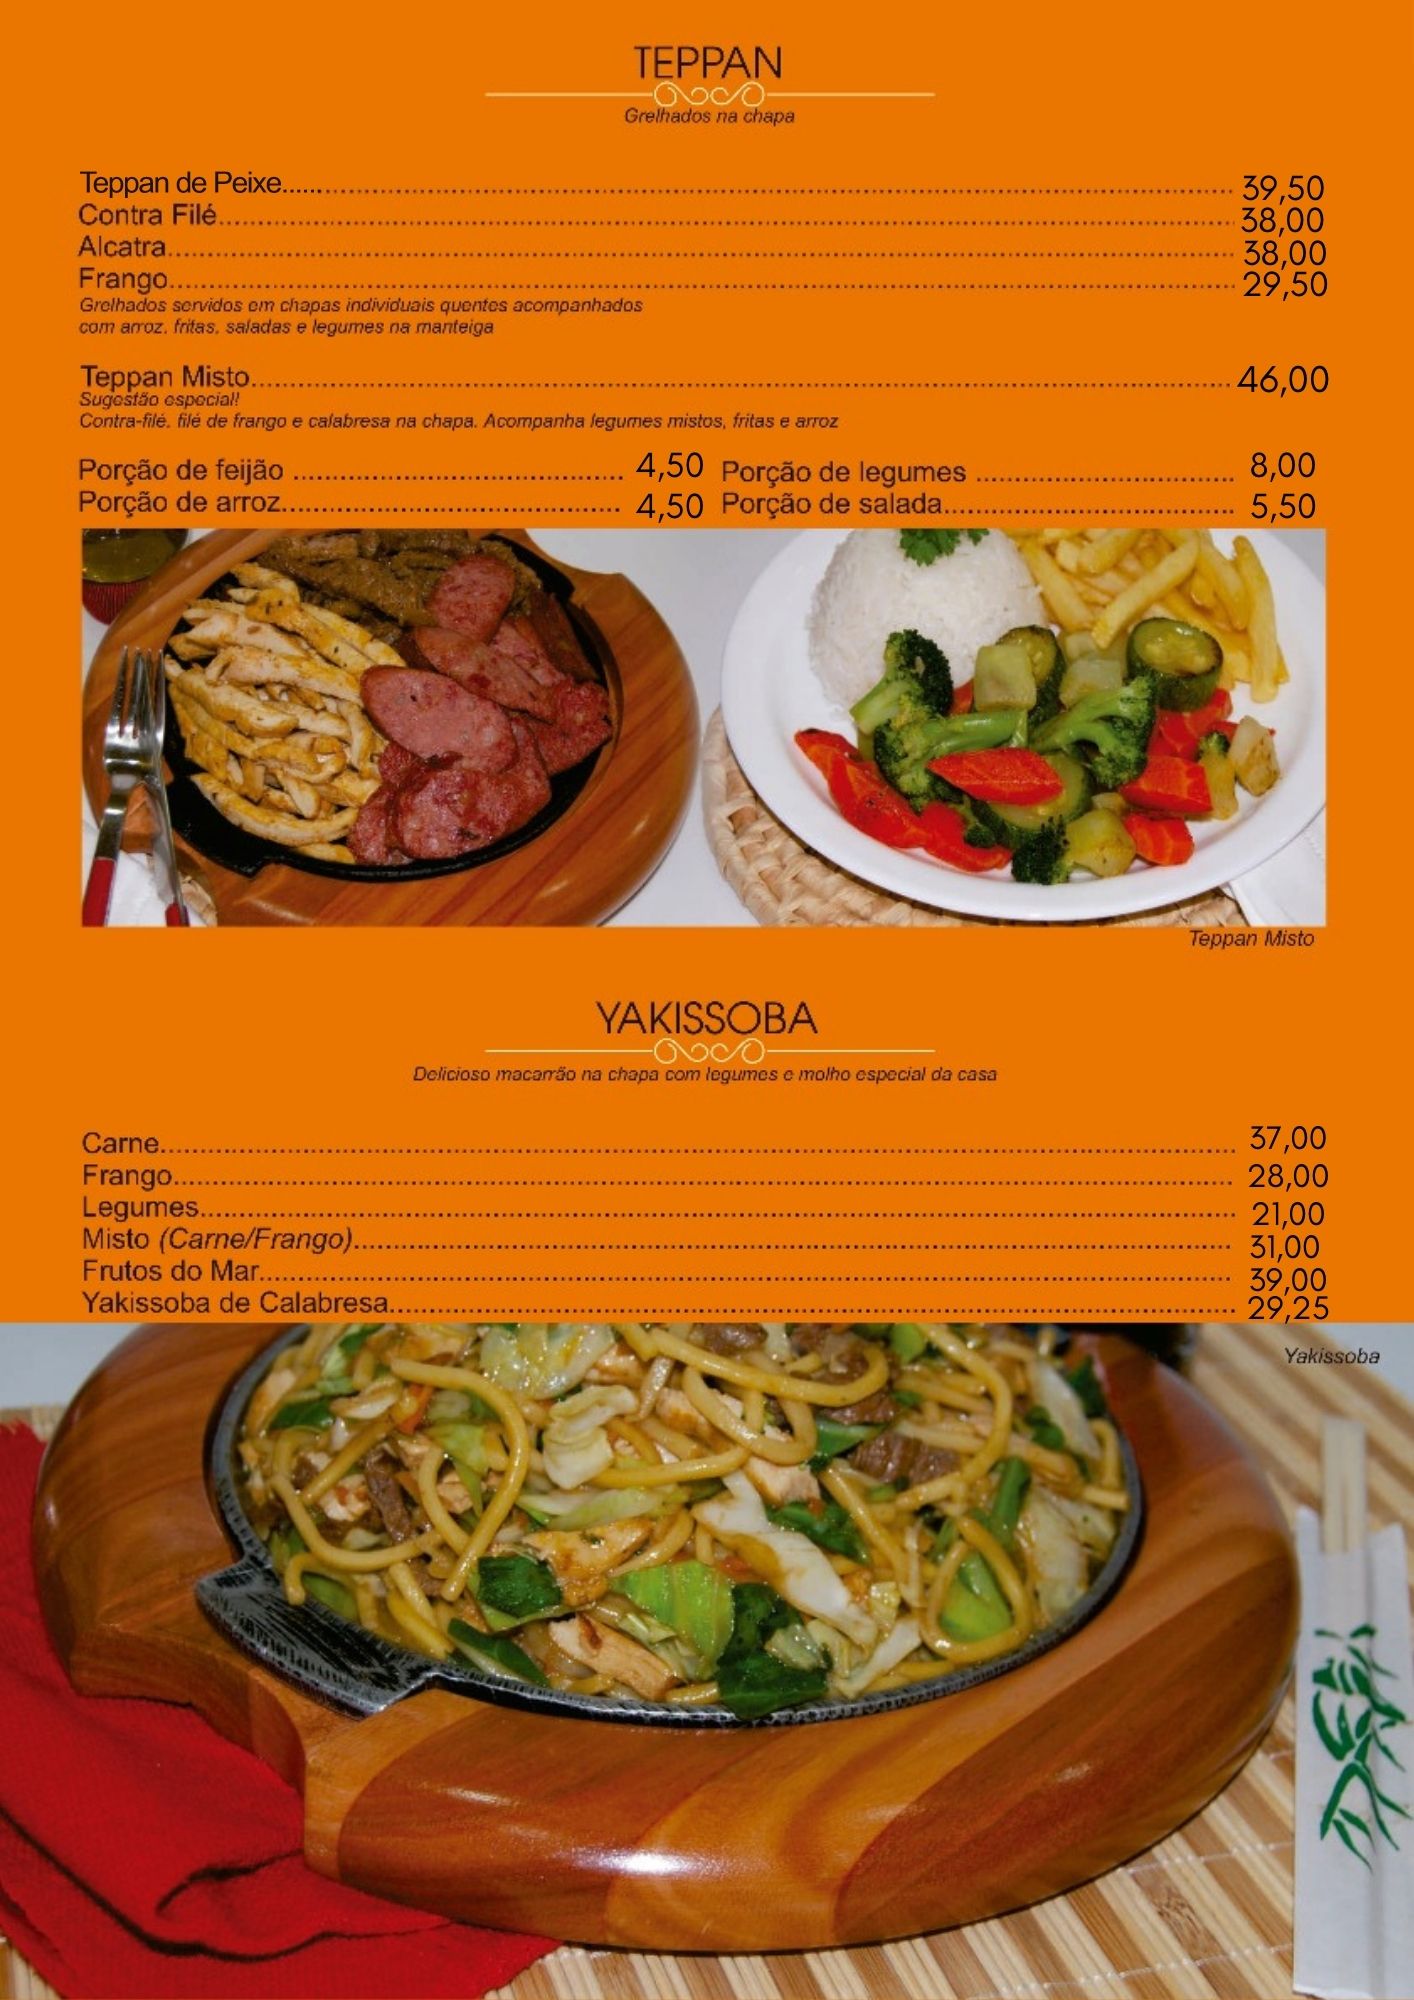 TEPPAN
Grelhados na chapa
Teppan de Peixe................ 39,50
Contra Filé................ 38,00
Alcatra................ 38,00
Frango................ 29,50
Grelhados servidos em chapas individuais quentes acompanhados
com arroz, fritas, saladas e legumes na manteiga
Teppan Misto................ 46,00
Sugestão especial!
Contra-filé, filé de frango e calabresa na chapa. Acompanha legumes mistos, fritas e arroz
Porção de feijão ................ 4,50 Porção de legumes ................ 8,00
Porção de arroz................ 4,50 Porção de salada................ 5,50
Teppan Misto
YAKISSOBA
Delicioso macarrão na chapa com legumes e molho especial da casa
Carne................ 37,00
Frango................ 28,00
Legumes................ 21,00
Misto (Carne/Frango)................ 31,00
Frutos do Mar................ 39,00
Yakissoba de Calabresa................ 29,25
Yakissoba